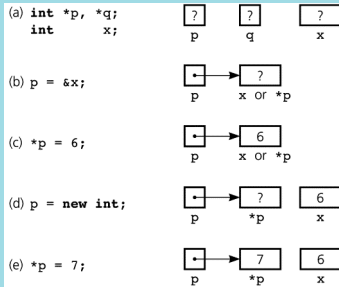 (a) int *p, *q;
int x;
? ? ?
p q x
(b) p = &x;
?
p x or *p
(c) *p = 6;
6
p x or *p
(d) p = new int;
? 6
p *p x
(e) *p = 7;
7 6
p *p x